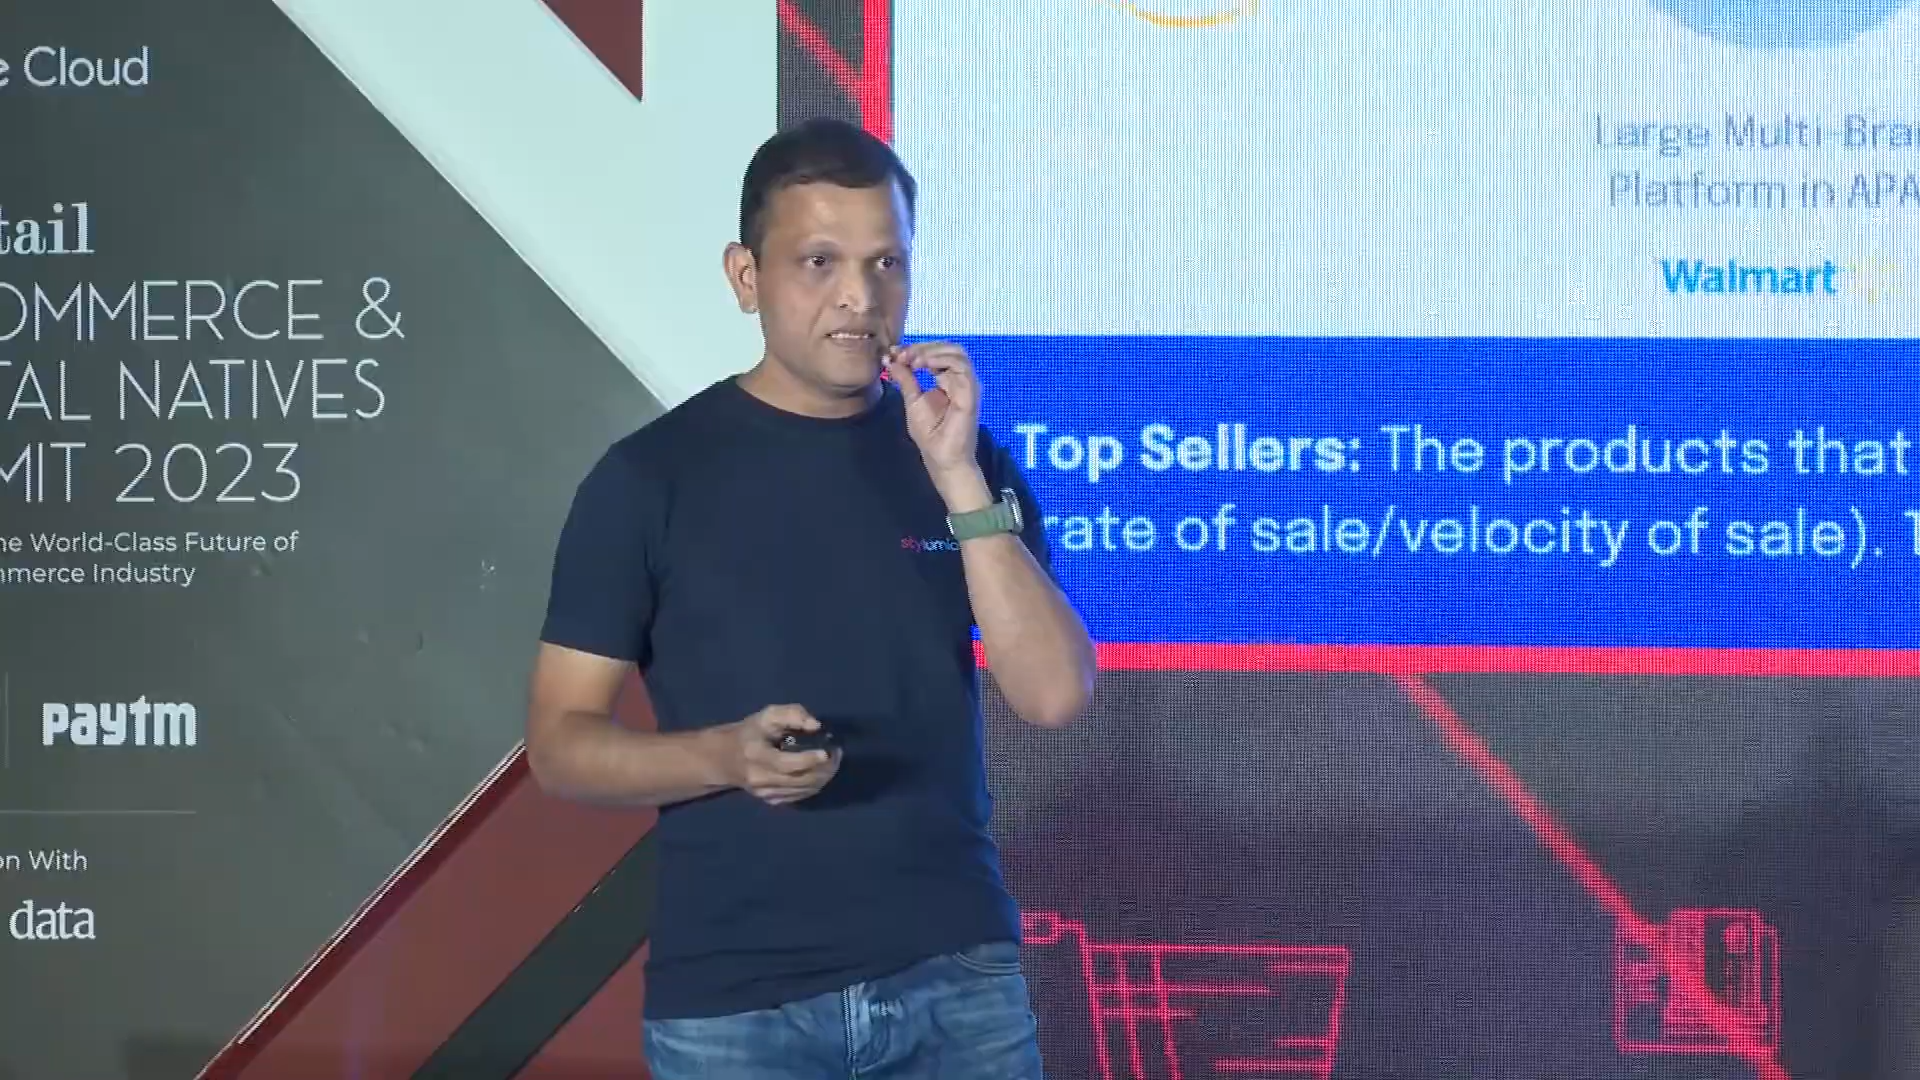 e Cloud
tail
OMMERCE &
TAL NATIVES
MIT 2023
he World-Class Future of
mmerce Industry
paytm
on With
data
stylumia
Large Multi-Bra
Platform in APA
Walmart
Top Sellers: The products that
rate of sale/velocity of sale). T